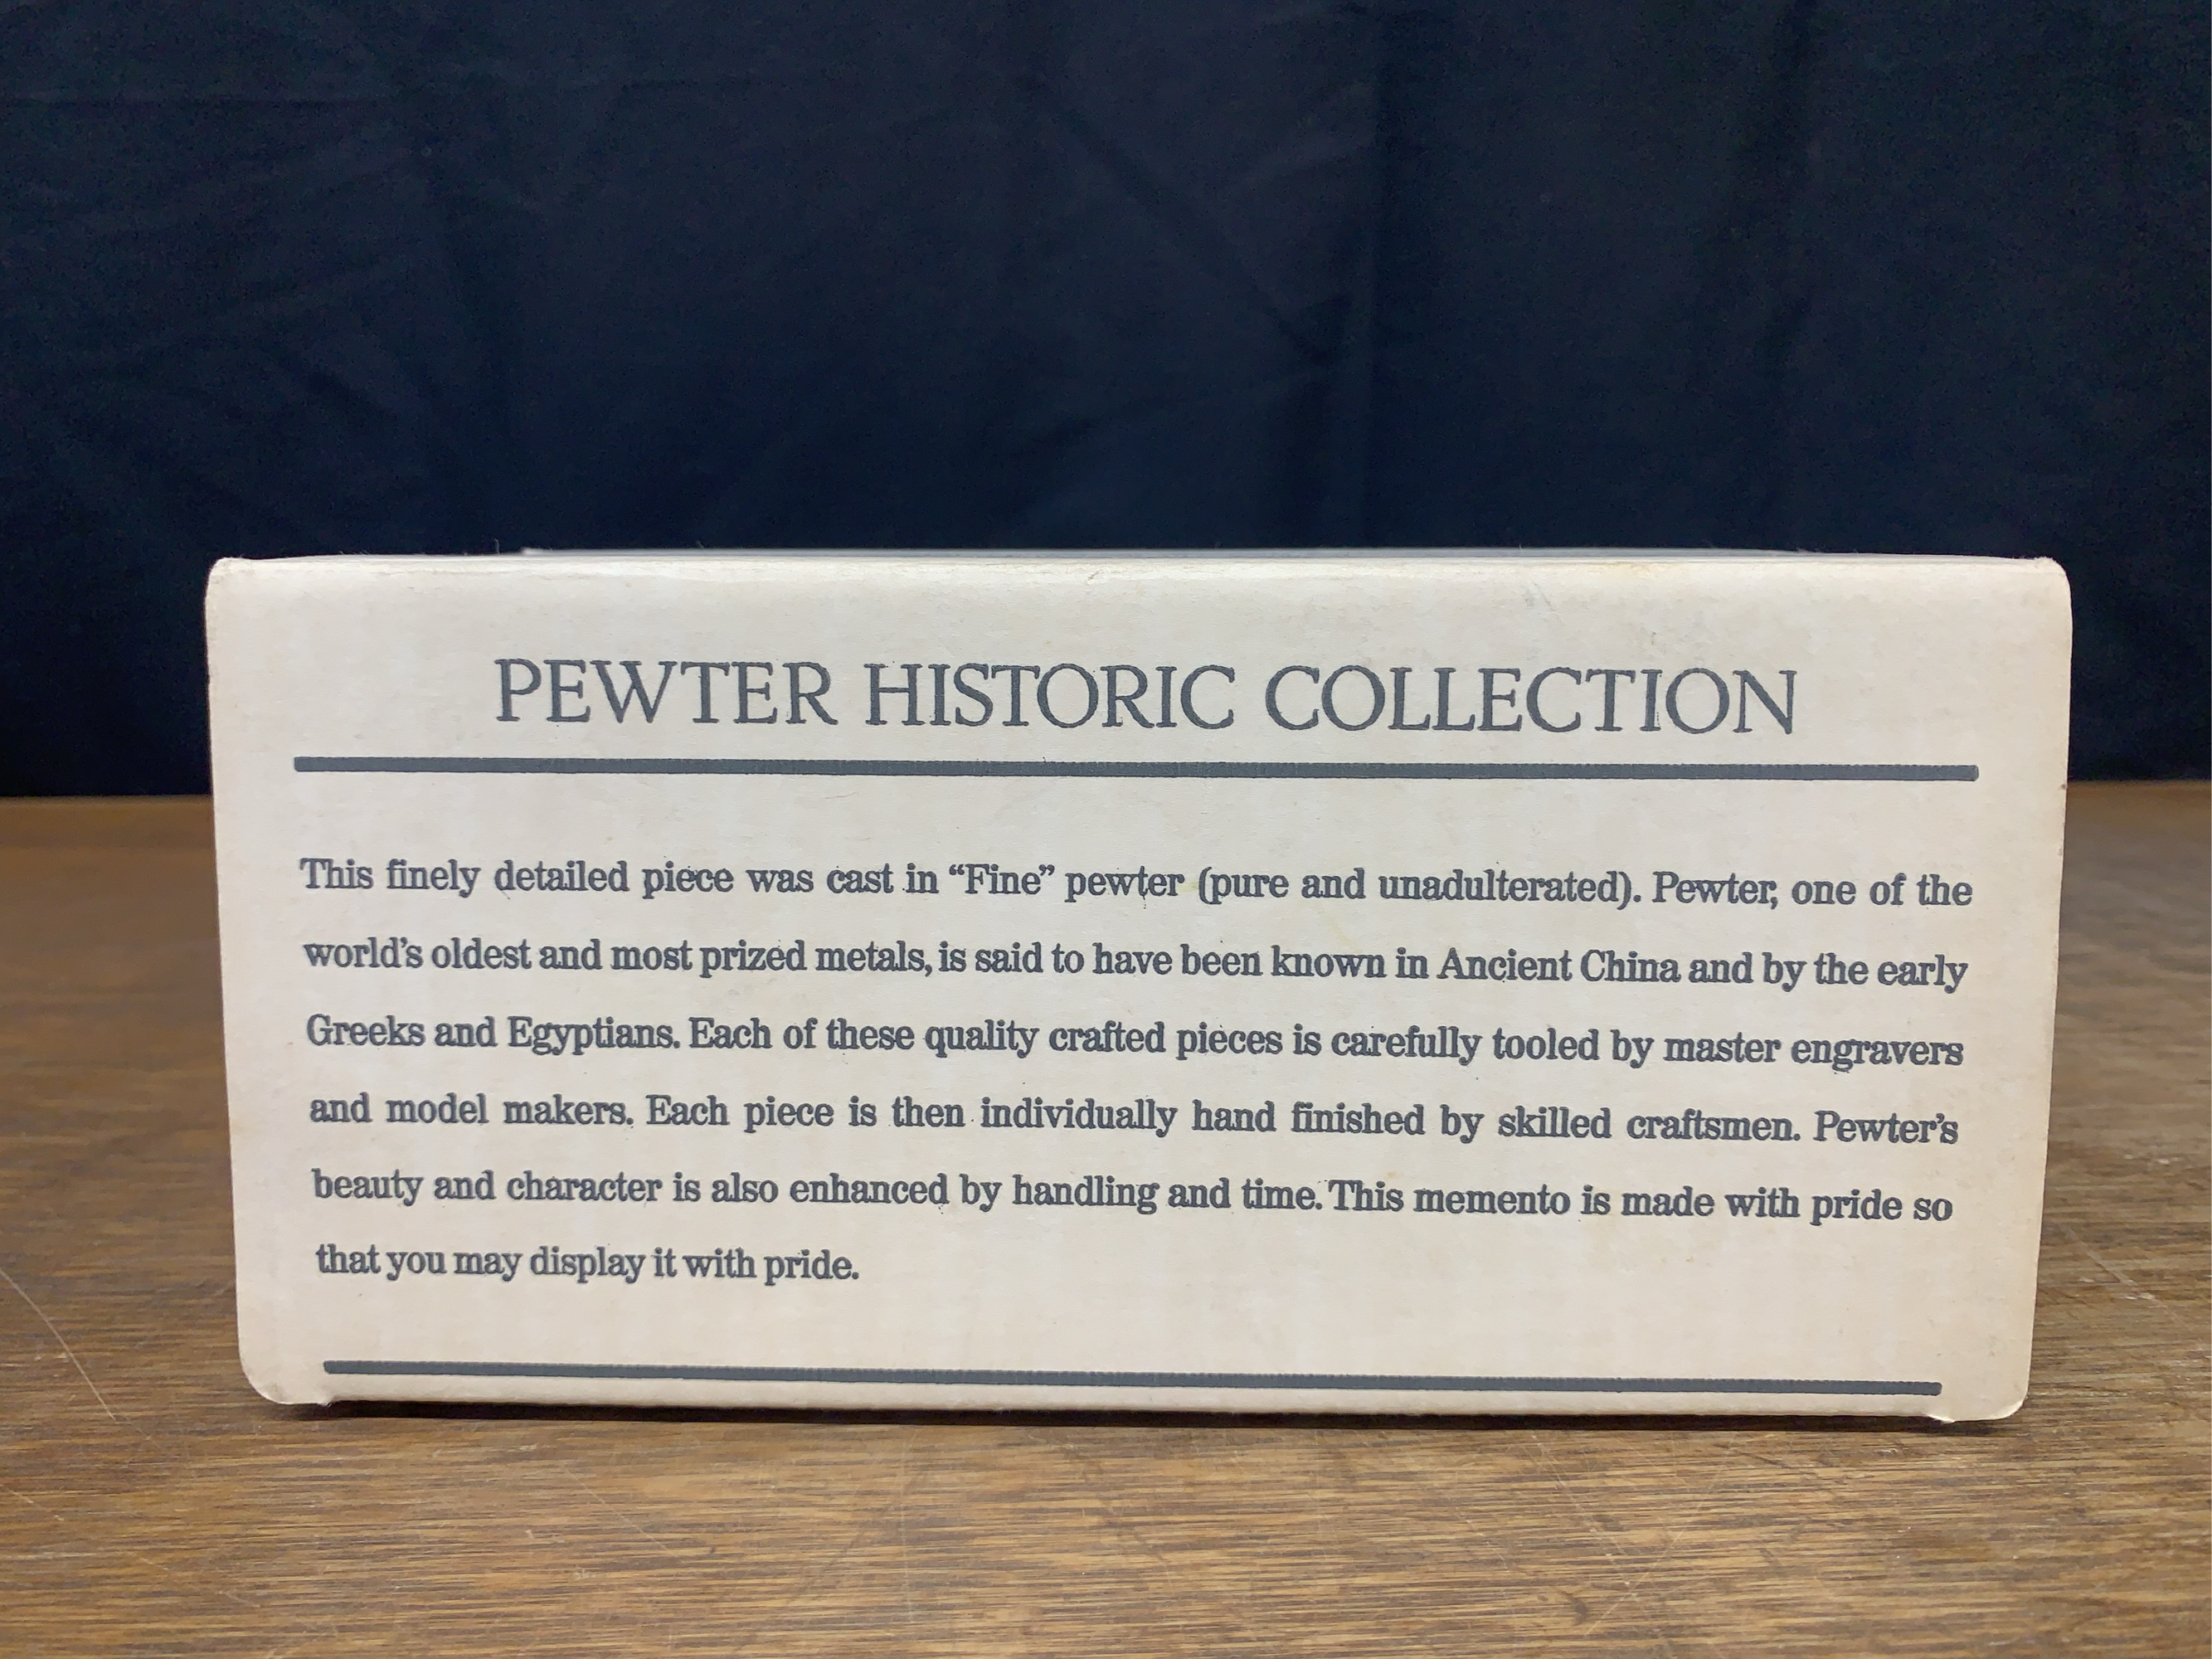 PEWTER HISTORIC COLLECTION
This finely detailed piece was cast in “Fine” pewter (pure and unadulterated). Pewter, one of the
world’s oldest and most prized metals, is said to have been known in Ancient China and by the early
Greeks and Egyptians. Each of these quality crafted pieces is carefully tooled by master engravers
and model makers. Each piece is then individually hand finished by skilled craftsmen. Pewter’s
beauty and character is also enhanced by handling and time. This memento is made with pride so
that you may display it with pride.